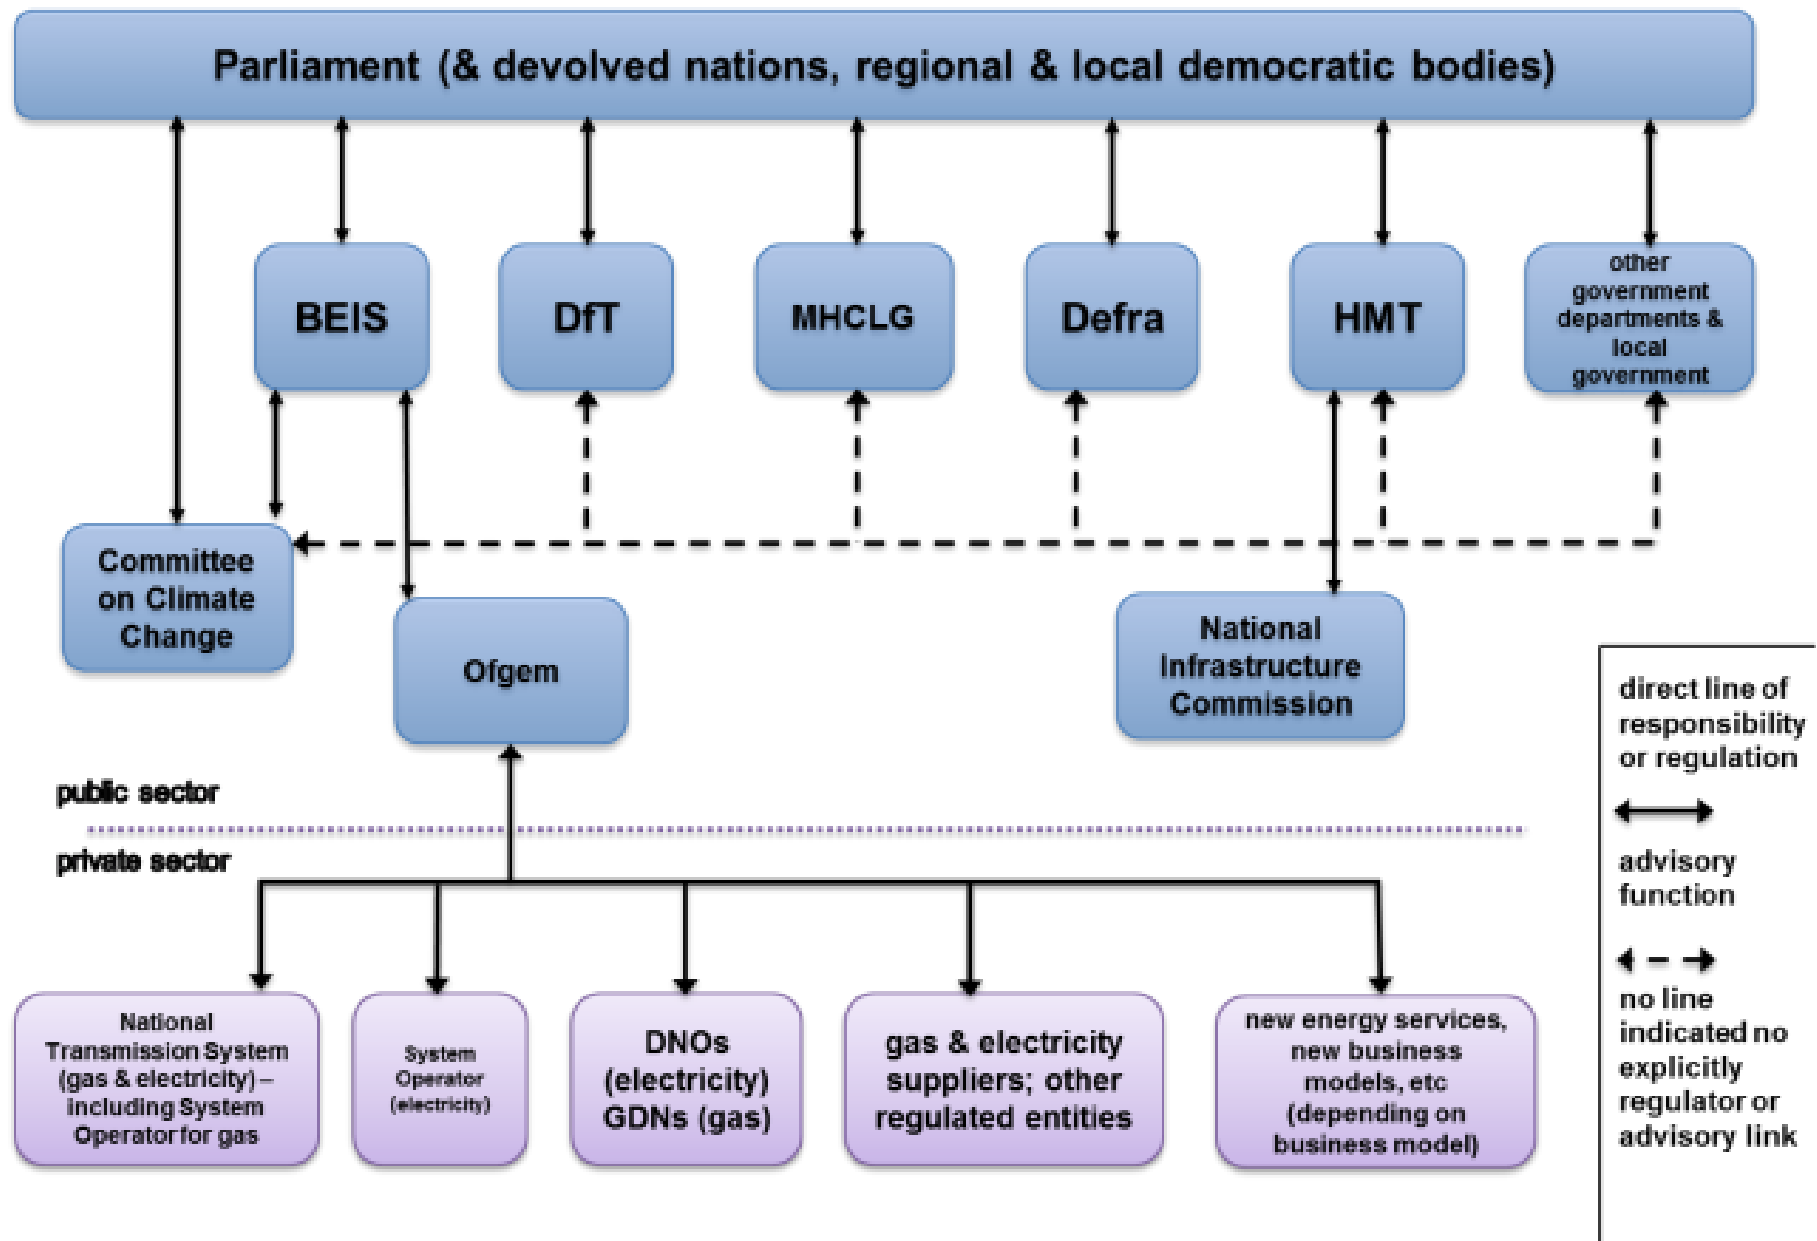 Parliament (& devolved nations, regional & local democratic bodies)
BEIS
DfT
MHCLG
Defra
HMT
other
government
departments &
local
government
Committee
on Climate
Change
Ofgem
National
Infrastructure
Commission
public sector
private sector
National
Transmission System
(gas & electricity) –
including System
Operator for gas
System
Operator
(electricity)
DNOs
(electricity)
GDNs (gas)
gas & electricity
suppliers; other
regulated entities
new energy services,
new business
models, etc
(depending on
business model)
direct line of
responsibility
or regulation
advisory
function
no line
indicated no
explicitly
regulator or
advisory link